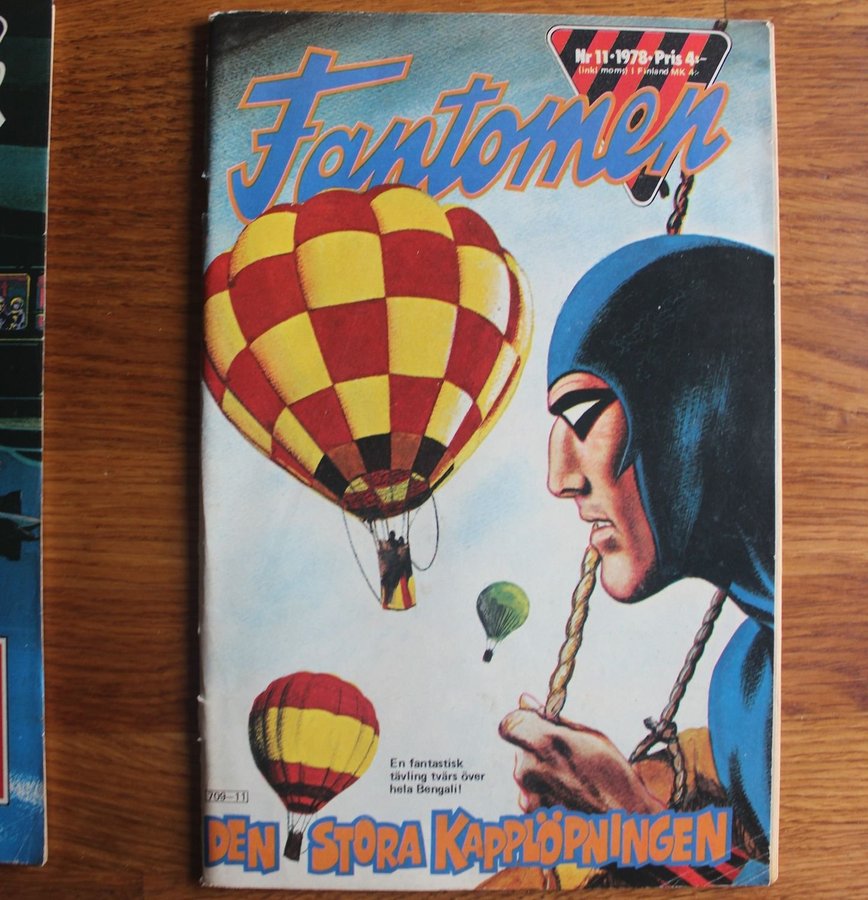 Nr 11 • 1978 • Pris 4:-
(inkl moms) I Finland MK 4:-
Fantomen
En fantastisk
tävling tvärs över
hela Bengali!
709-11
DEN STORA KAPPLÖPNINGEN